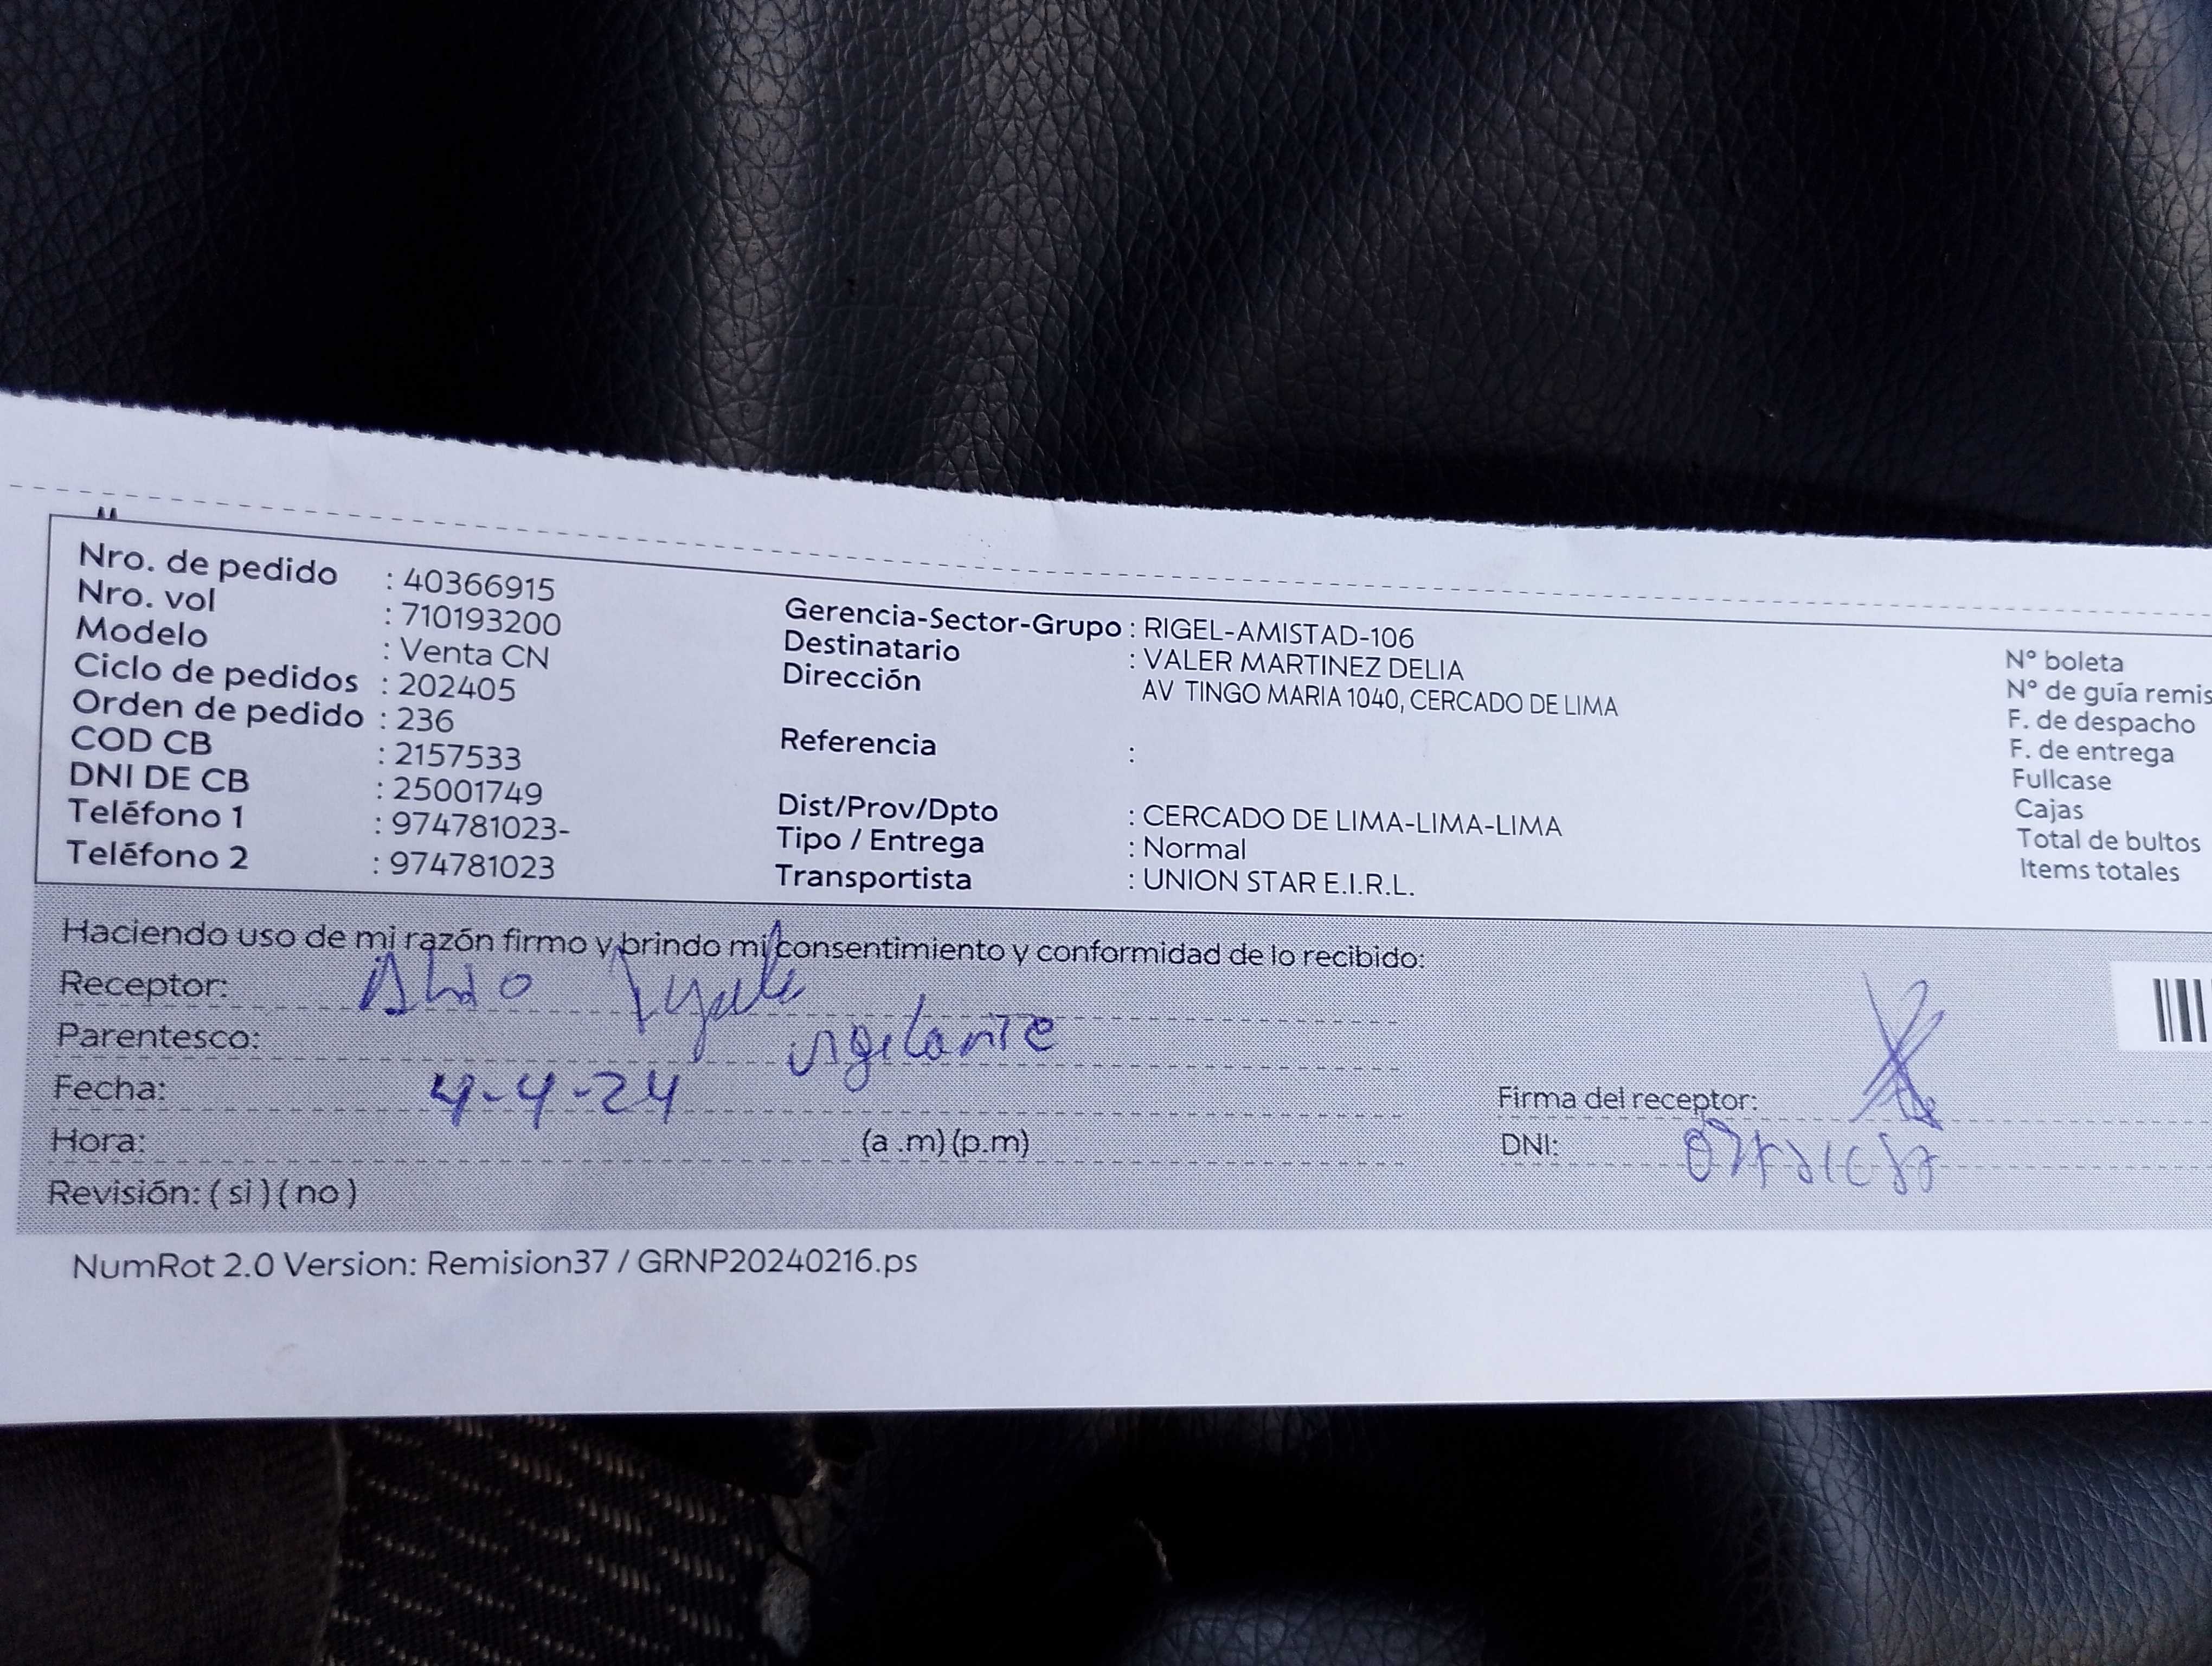 Nro. de pedido : 40366915
Nro. vol : 710193200
Modelo : Venta CN
Ciclo de pedidos : 202405
Orden de pedido : 236
COD CB : 2157533
DNI DE CB : 25001749
Teléfono 1 : 974781023-
Teléfono 2 : 974781023
Gerencia-Sector-Grupo : RIGEL-AMISTAD-106
Destinatario : VALER MARTINEZ DELIA
Dirección AV TINGO MARIA 1040, CERCADO DE LIMA
Referencia :
Dist/Prov/Dpto : CERCADO DE LIMA-LIMA-LIMA
Tipo / Entrega : Normal
Transportista : UNION STAR E.I.R.L.
N° boleta
N° de guía remis
F. de despacho
F. de entrega
Fullcase
Cajas
Total de bultos
Items totales
Haciendo uso de mi razón firmo y brindo mi consentimiento y conformidad de lo recibido:
Receptor:
Parentesco: vigilante
Fecha: 4-4-24
Hora: (a .m) (p.m)
Revisión: ( si ) ( no )
Firma del receptor:
DNI:
NumRot 2.0 Version: Remision37 / GRNP20240216.ps